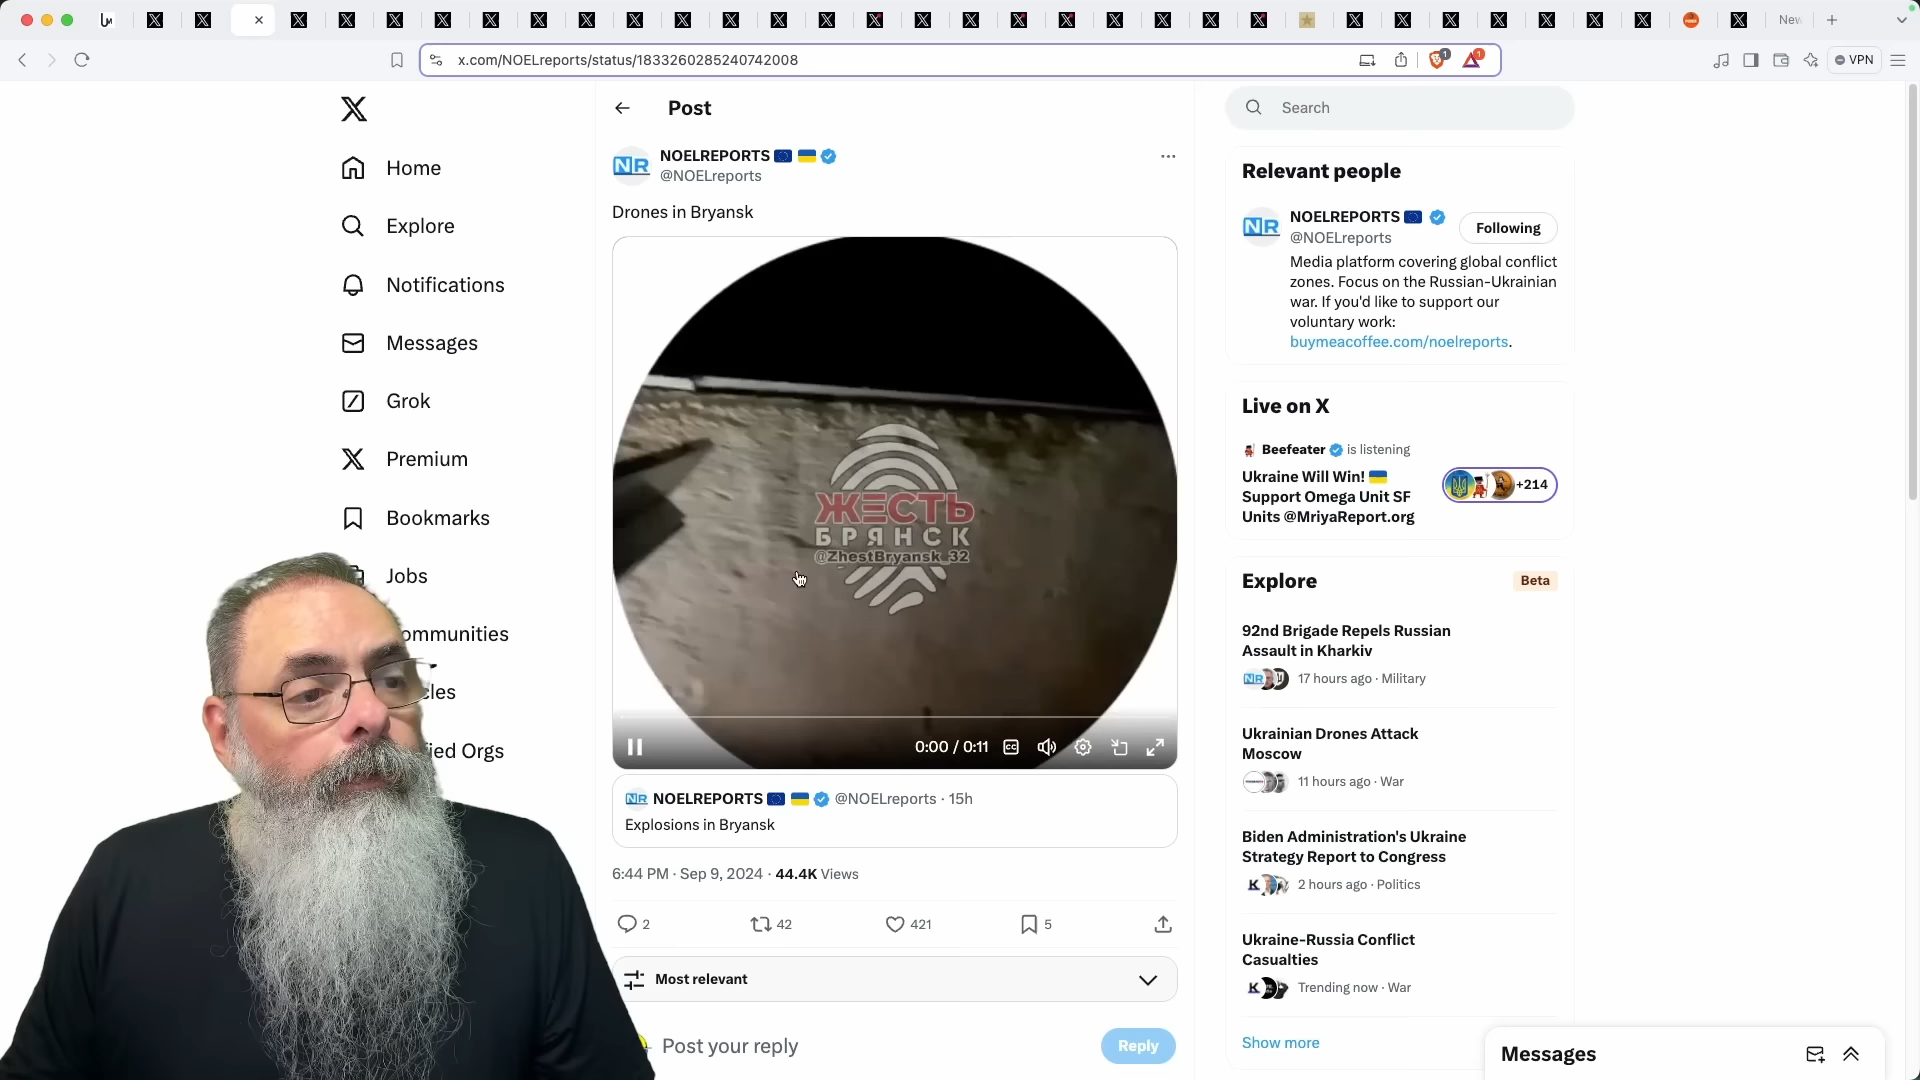 New
x.com/NOELreports/status/1833260285240742008
1
1
VPN
Home
Explore
Notifications
Messages
Grok
Premium
Bookmarks
Jobs
ommunities
cles
ied Orgs
Post
NR
NOELREPORTS
@NOELreports
Drones in Bryansk
ЖЕСТЬ
БРЯНСК
@ZhestBryansk_32
0:00 / 0:11
CC
NR NOELREPORTS @NOELreports · 15h
Explosions in Bryansk
6:44 PM · Sep 9, 2024 · 44.4K Views
2
42
421
5
Most relevant
Post your reply
Reply
Search
Relevant people
NR
NOELREPORTS
@NOELreports
Following
Media platform covering global conflict
zones. Focus on the Russian-Ukrainian
war. If you'd like to support our
voluntary work:
buymeacoffee.com/noelreports.
Live on X
Beefeater is listening
Ukraine Will Win!
Support Omega Unit SF
Units @MriyaReport.org
+214
Explore
Beta
92nd Brigade Repels Russian
Assault in Kharkiv
17 hours ago · Military
Ukrainian Drones Attack
Moscow
11 hours ago · War
Biden Administration's Ukraine
Strategy Report to Congress
2 hours ago · Politics
Ukraine-Russia Conflict
Casualties
Trending now · War
Show more
Messages